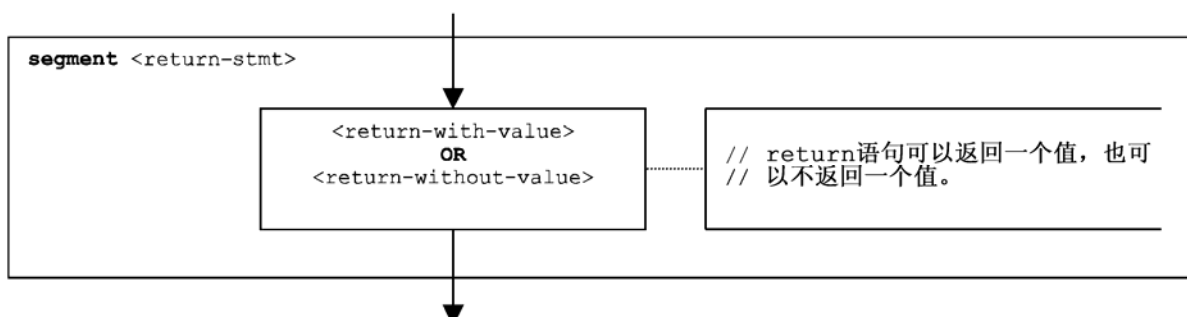 segment <return-stmt>
<return-with-value>
OR
<return-without-value>
// return语句可以返回一个值，也可
// 以不返回一个值。